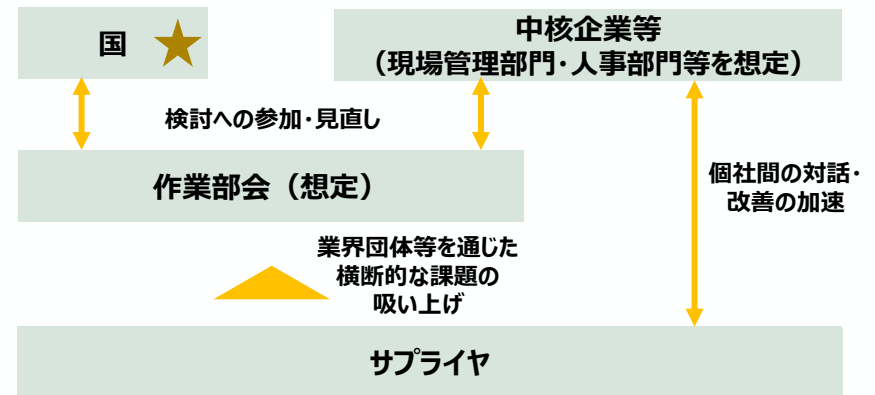 国
中核企業等
（現場管理部門･人事部門等を想定）
検討への参加･見直し
作業部会（想定）
個社間の対話･
改善の加速
業界団体等を通じた
横断的な課題の
吸い上げ
サプライヤ